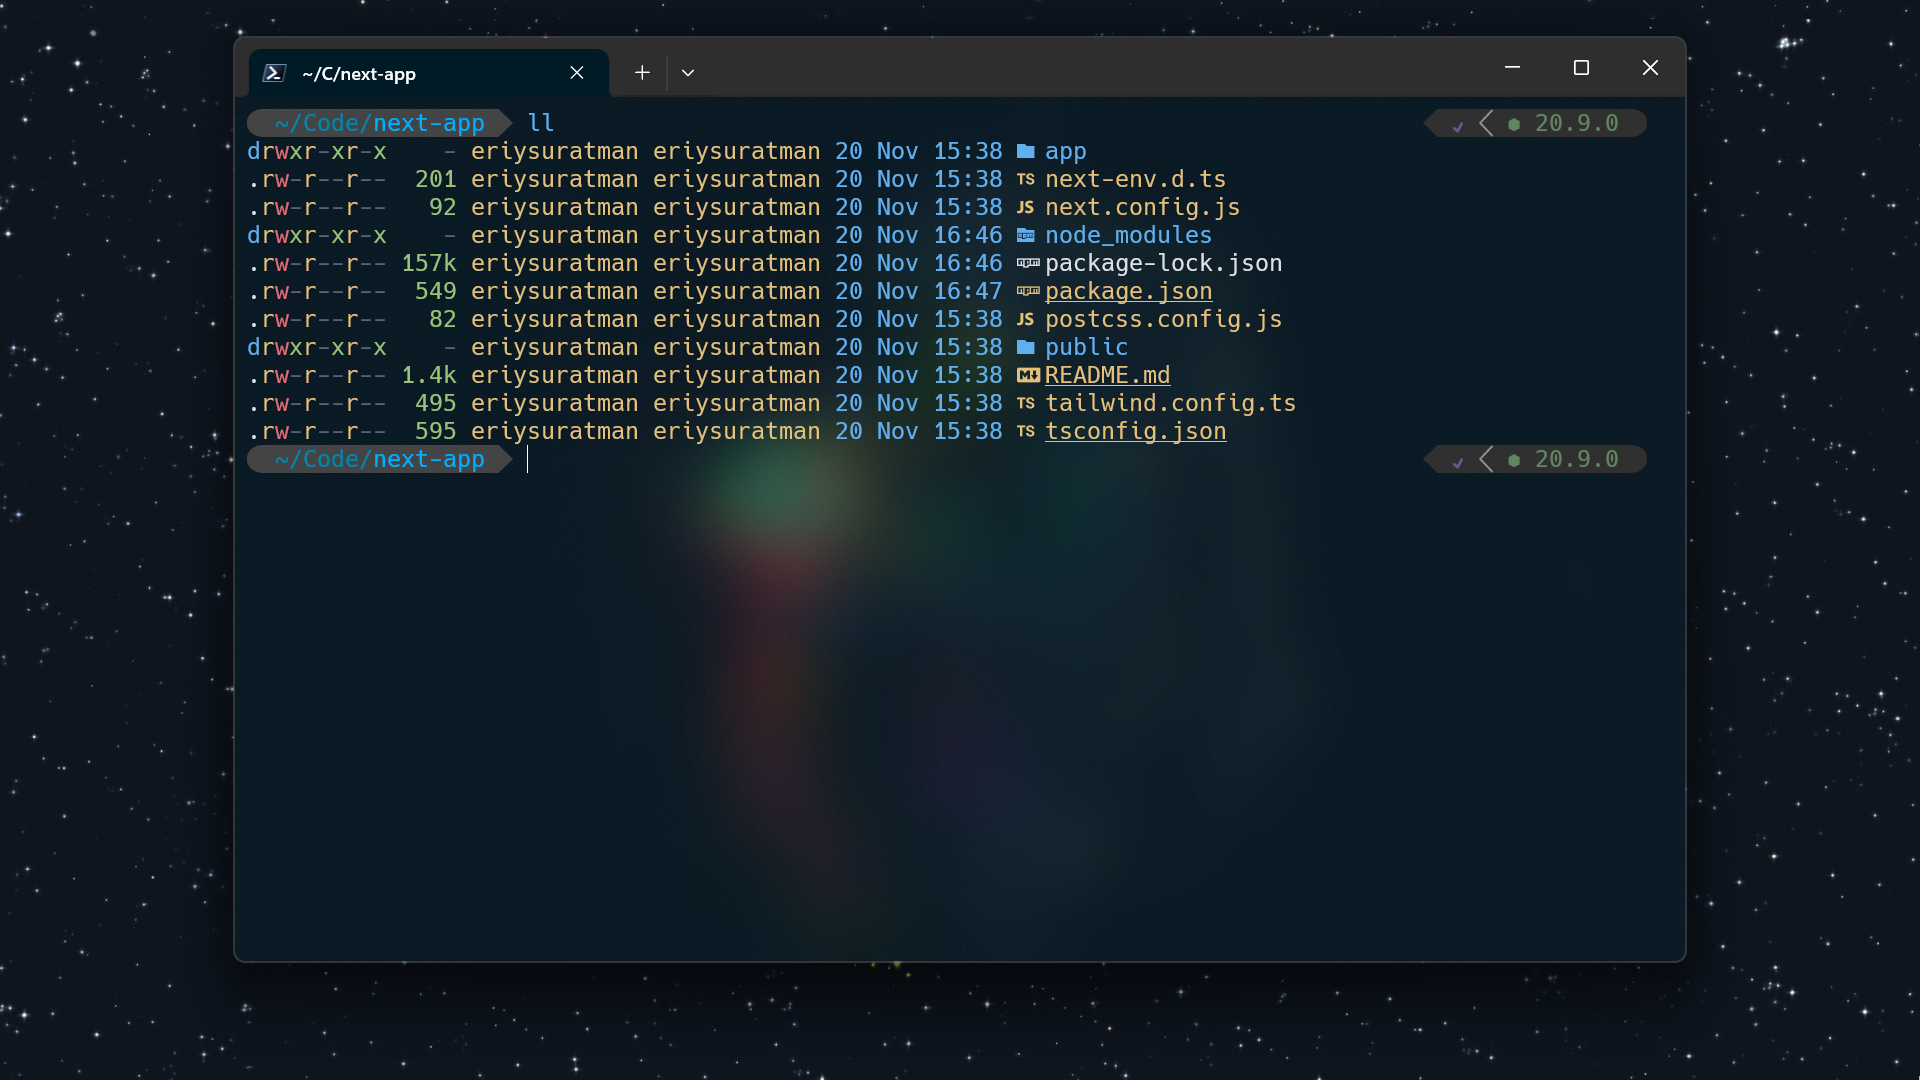 ~/C/next-app
~/Code/next-app ll 20.9.0
drwxr-xr-x - eriysuratman eriysuratman 20 Nov 15:38 app
.rw-r--r-- 201 eriysuratman eriysuratman 20 Nov 15:38 TS next-env.d.ts
.rw-r--r-- 92 eriysuratman eriysuratman 20 Nov 15:38 JS next.config.js
drwxr-xr-x - eriysuratman eriysuratman 20 Nov 16:46 node_modules
.rw-r--r-- 157k eriysuratman eriysuratman 20 Nov 16:46 npm package-lock.json
.rw-r--r-- 549 eriysuratman eriysuratman 20 Nov 16:47 npm package.json
.rw-r--r-- 82 eriysuratman eriysuratman 20 Nov 15:38 JS postcss.config.js
drwxr-xr-x - eriysuratman eriysuratman 20 Nov 15:38 public
.rw-r--r-- 1.4k eriysuratman eriysuratman 20 Nov 15:38 M↓ README.md
.rw-r--r-- 495 eriysuratman eriysuratman 20 Nov 15:38 TS tailwind.config.ts
.rw-r--r-- 595 eriysuratman eriysuratman 20 Nov 15:38 TS tsconfig.json
~/Code/next-app 20.9.0